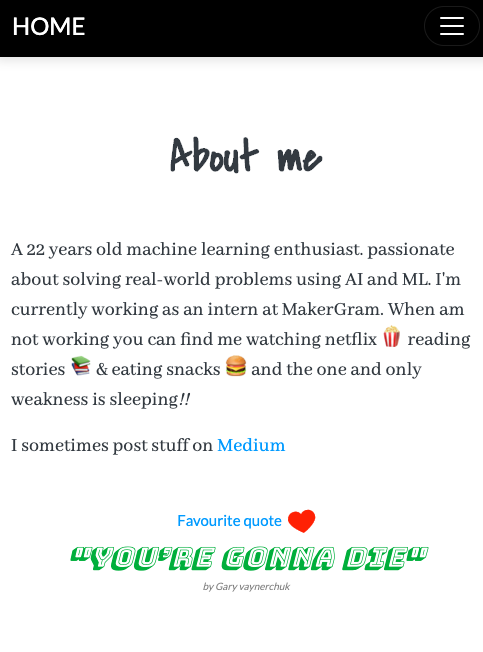 HOME
About me
A 22 years old machine learning enthusiast. passionate
about solving real-world problems using AI and ML. I'm
currently working as an intern at MakerGram. When am
not working you can find me watching netflix 🍿 reading
stories 📚 & eating snacks 🍔 and the one and only
weakness is sleeping!!
I sometimes post stuff on Medium
Favourite quote ❤
"YOU'RE GONNA DIE"
by Gary vaynerchuk